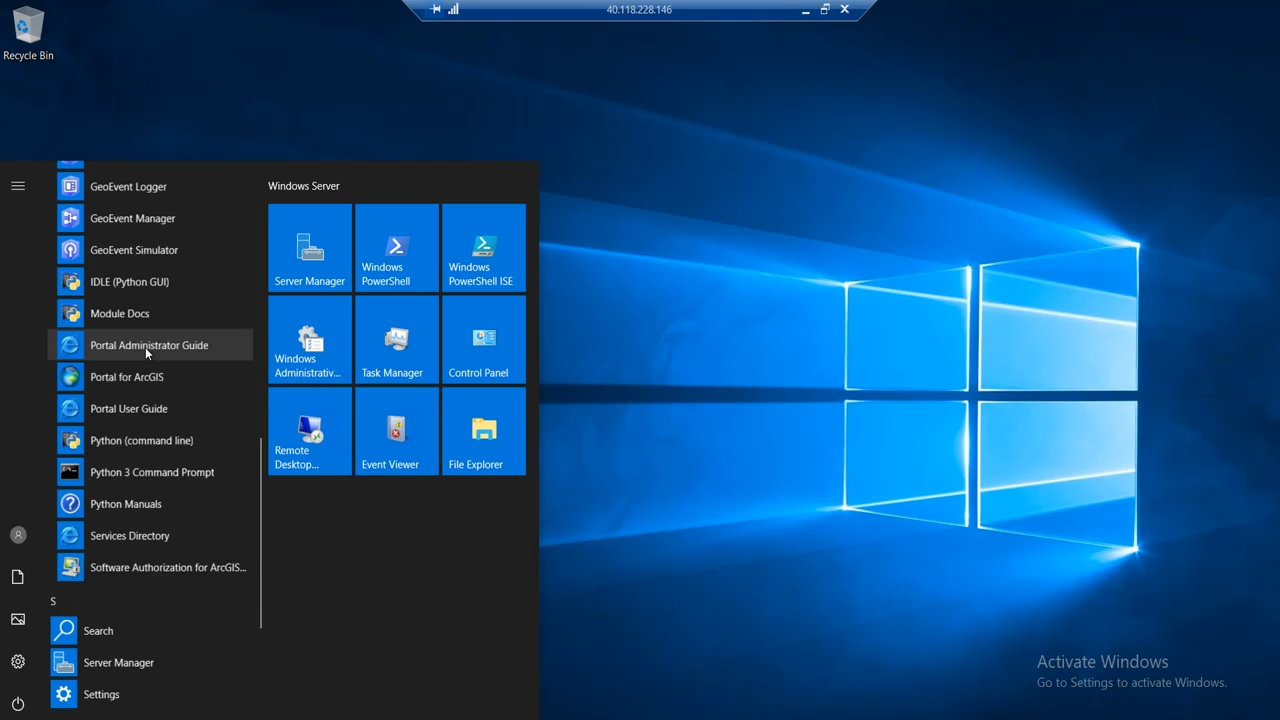 40.118.228.146
Recycle Bin
GeoEvent Logger
GeoEvent Manager
GeoEvent Simulator
IDLE (Python GUI)
Module Docs
Portal Administrator Guide
Portal for ArcGIS
Portal User Guide
Python (command line)
Python 3 Command Prompt
Python Manuals
Services Directory
Software Authorization for ArcGIS...
S
Search
Server Manager
Settings
Windows Server
Server Manager
Windows
PowerShell
Windows
PowerShell ISE
Windows
Administrativ...
Task Manager
Control Panel
Remote
Desktop...
Event Viewer
File Explorer
Activate Windows
Go to Settings to activate Windows.